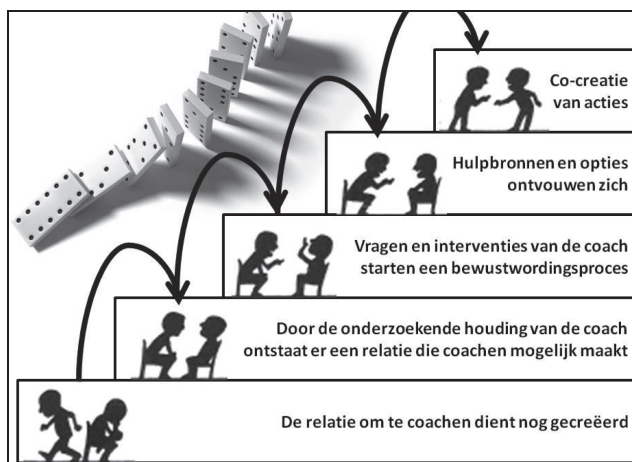 Co-creatie
van acties
Hulpbronnen en opties
ontvouwen zich
Vragen en interventies van de coach
starten een bewustwordingsproces
Door de onderzoekende houding van de coach
ontstaat er een relatie die coachen mogelijk maakt
De relatie om te coachen dient nog gecreëerd